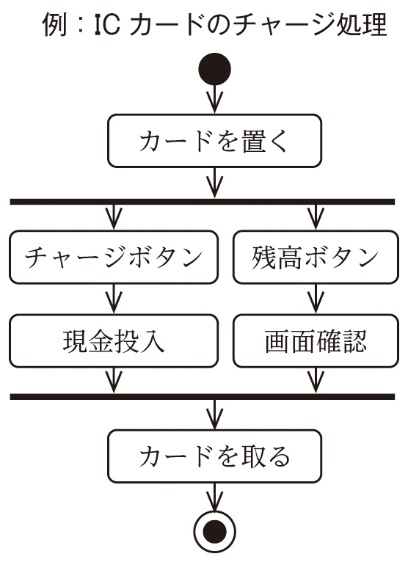 例：ICカードのチャージ処理
カードを置く
チャージボタン
残高ボタン
現金投入
画面確認
カードを取る